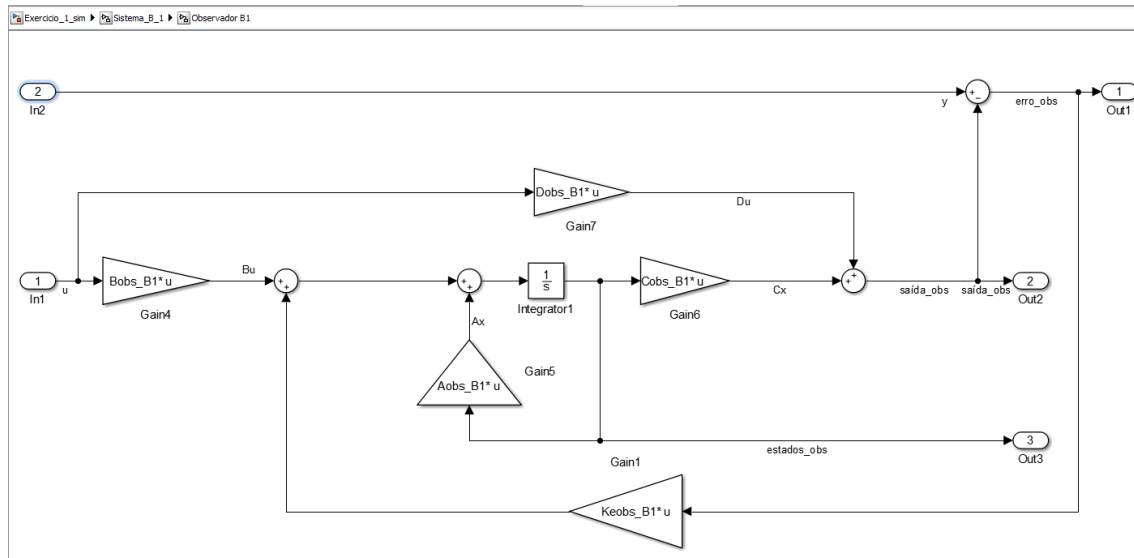 Exercicio_1_sim ▶ Sistema_B_1 ▶ Observador B1
2
In2
y
+
−
erro_obs
1
Out1
Dobs_B1* u
Gain7
Du
1
In1
u
Bobs_B1* u
Gain4
Bu
+
+
+
+
1
s
Integrator1
Cobs_B1* u
Gain6
Cx
+
+
saída_obs
saída_obs
2
Out2
Ax
Aobs_B1* u
Gain5
estados_obs
3
Out3
Gain1
Keobs_B1* u